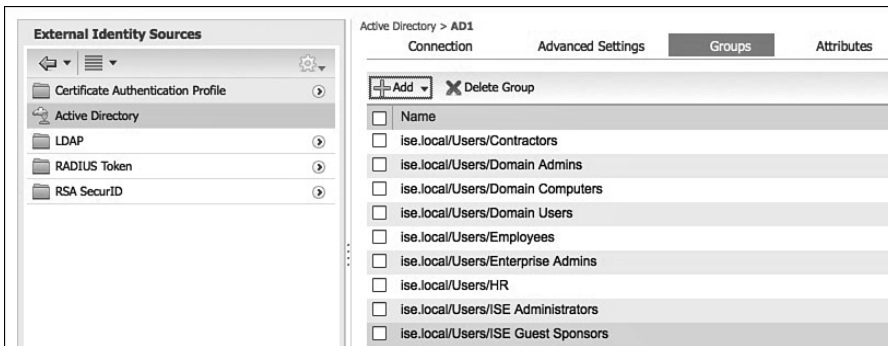 External Identity Sources
Certificate Authentication Profile
Active Directory
LDAP
RADIUS Token
RSA SecurID
Active Directory > AD1
Connection Advanced Settings Groups Attributes
Add Delete Group
Name
ise.local/Users/Contractors
ise.local/Users/Domain Admins
ise.local/Users/Domain Computers
ise.local/Users/Domain Users
ise.local/Users/Employees
ise.local/Users/Enterprise Admins
ise.local/Users/HR
ise.local/Users/ISE Administrators
ise.local/Users/ISE Guest Sponsors